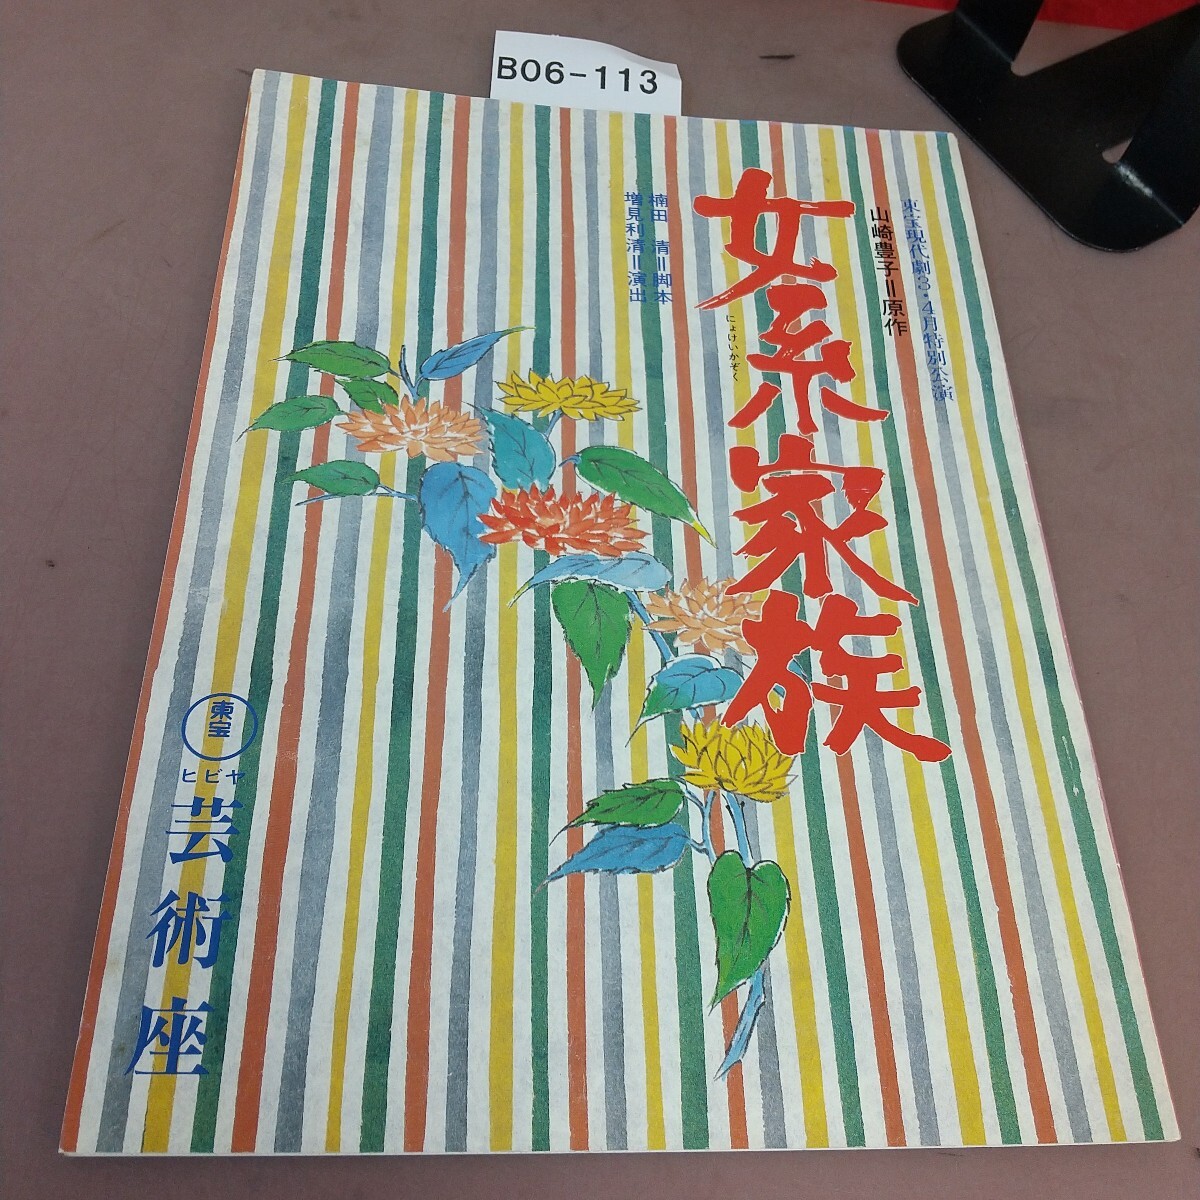 B06-113
東宝現代劇3・4月特別公演
山崎豊子=原作
女系家族
にょけいかぞく
楠田 清=脚本
増見利清=演出
東宝
ヒビヤ
芸術座